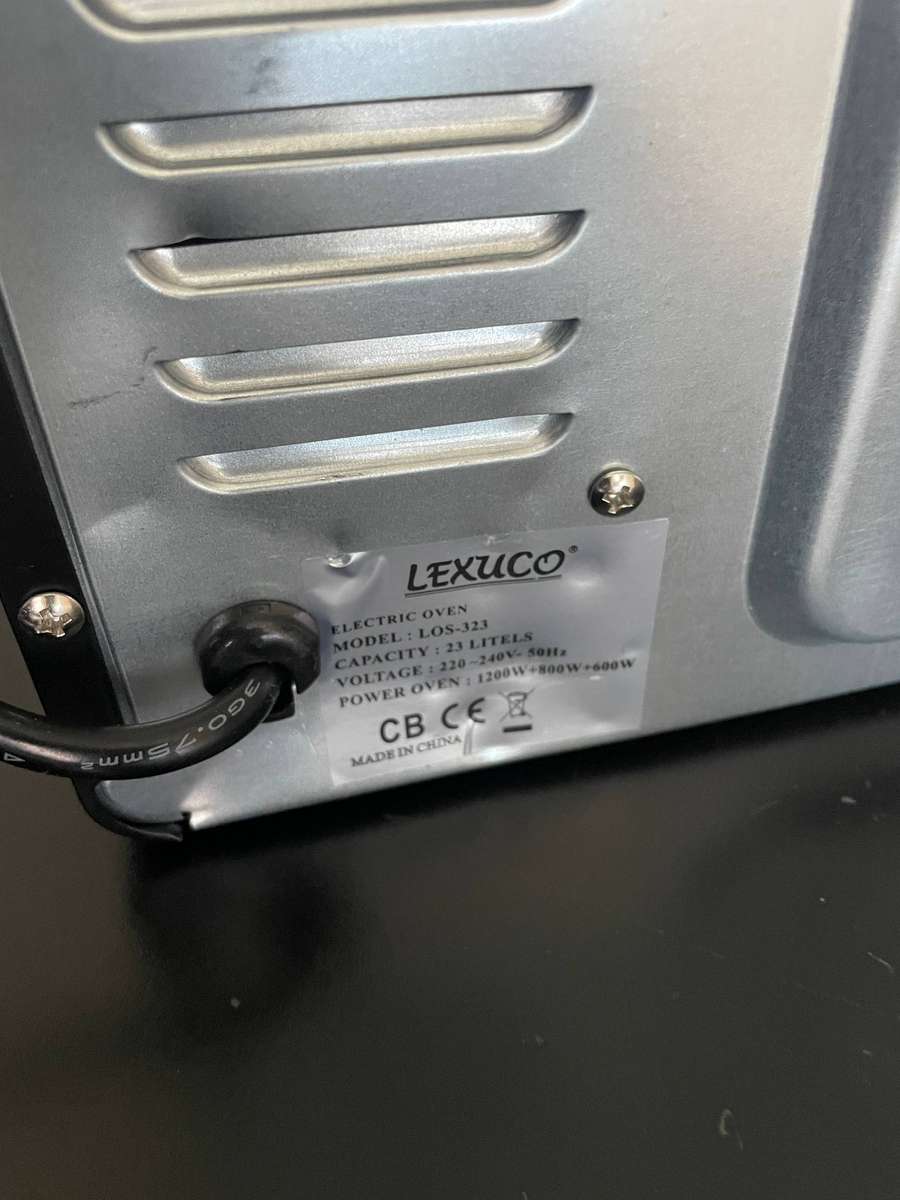 LEXUCO®
ELECTRIC OVEN
MODEL : LOS-323
CAPACITY : 23 LITELS
VOLTAGE : 220 ~240V~ 50Hz
POWER OVEN : 1200W+800W+600W
CB CE
MADE IN CHINA
3G0.75mm²